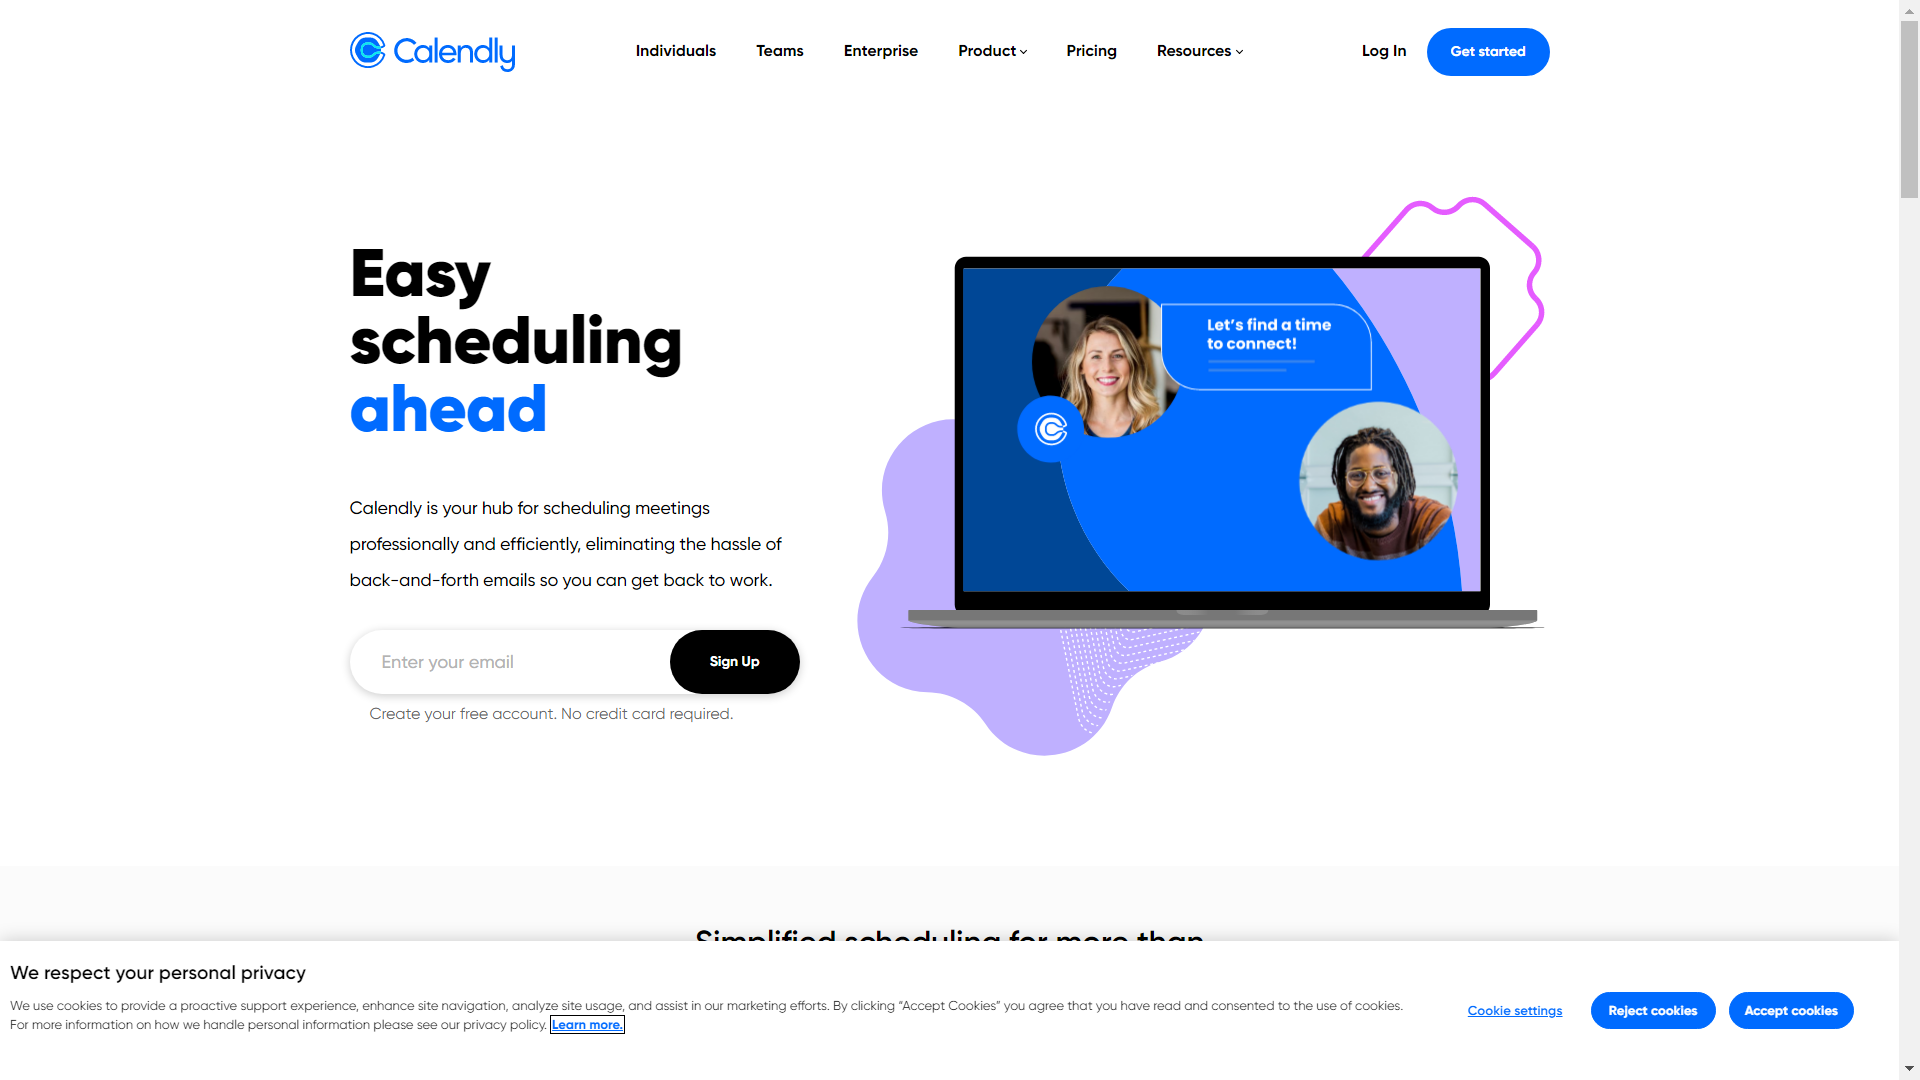 Calendly
Individuals
Teams
Enterprise
Product
Pricing
Resources
Log In
Get started
Easy
scheduling
ahead
Let's find a time
to connect!
Calendly is your hub for scheduling meetings
professionally and efficiently, eliminating the hassle of
back-and-forth emails so you can get back to work.
Enter your email
Sign Up
Create your free account. No credit card required.
Simplified scheduling for more than
We respect your personal privacy
We use cookies to provide a proactive support experience, enhance site navigation, analyze site usage, and assist in our marketing efforts. By clicking “Accept Cookies” you agree that you have read and consented to the use of cookies.
For more information on how we handle personal information please see our privacy policy. Learn more.
Cookie settings
Reject cookies
Accept cookies